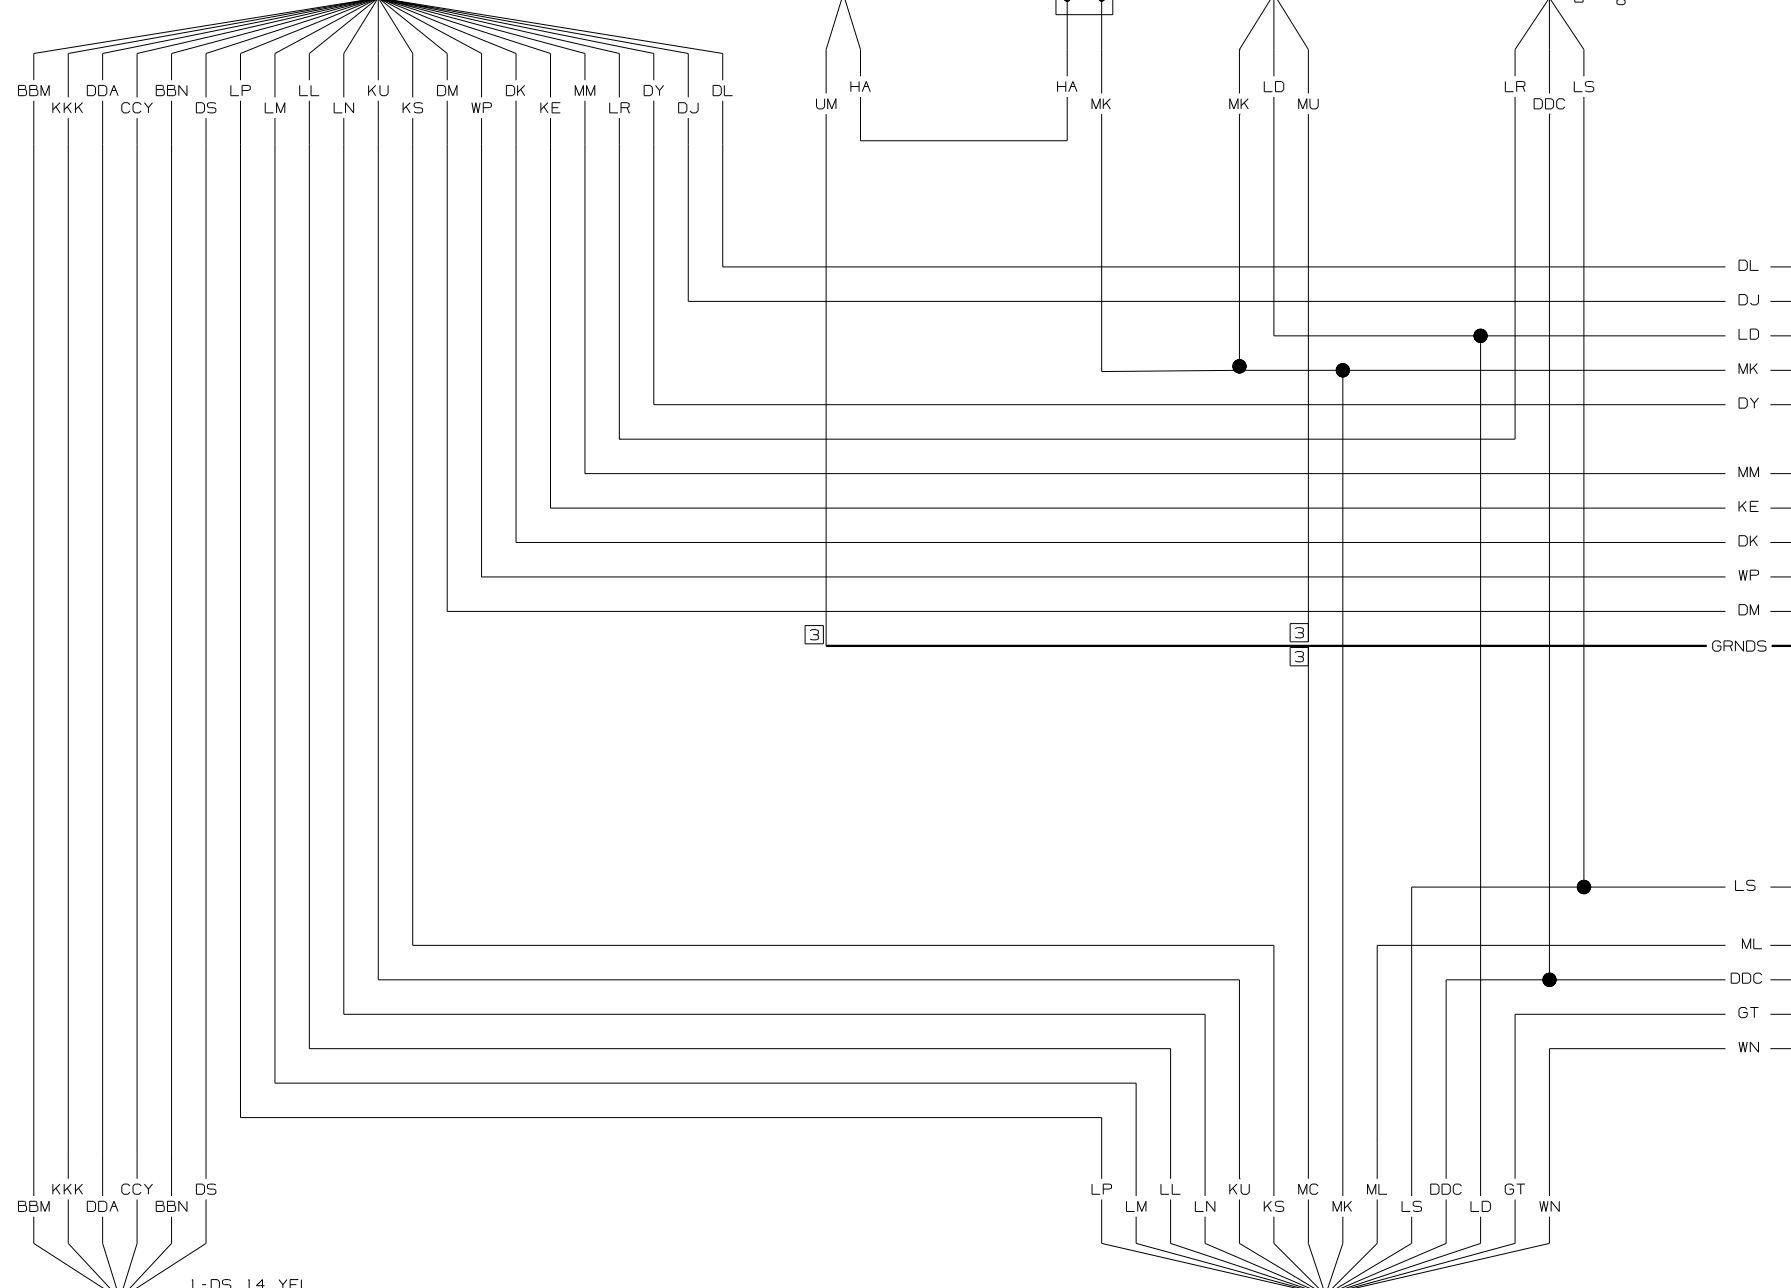 BBM DDA BBN LP LL KU DM DK MM DY DL
KKK CCY DS LM LN KS WP KE LR DJ
HA HA LD LR LS
UM MK MK MU DDC
DL
DJ
LD
MK
DY
MM
KE
DK
WP
DM
3 3
GRNDS
3
LS
ML
DDC
GT
WN
KKK CCY DS LP LL KU MC ML DDC GT
BBM DDA BBN LM LN KS MK LS LD WN
L-DS 14 YEL